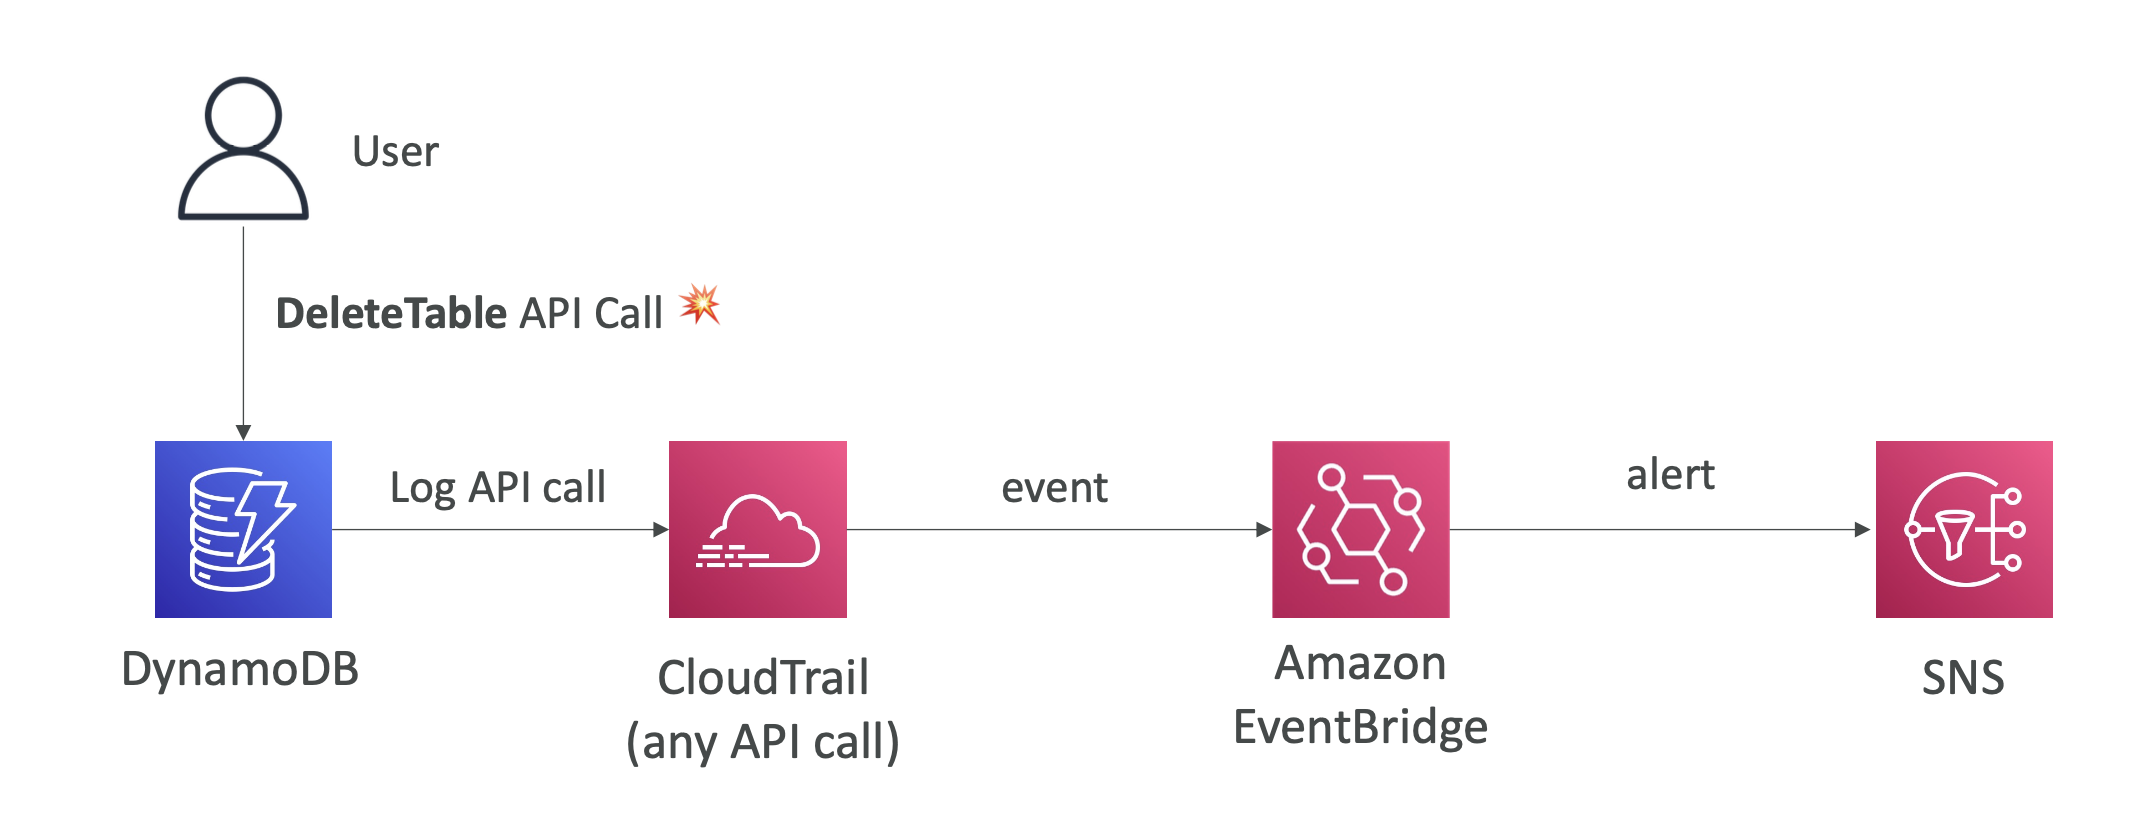 User
DeleteTable API Call 💥
Log API call
event
alert
DynamoDB
CloudTrail
(any API call)
Amazon
EventBridge
SNS